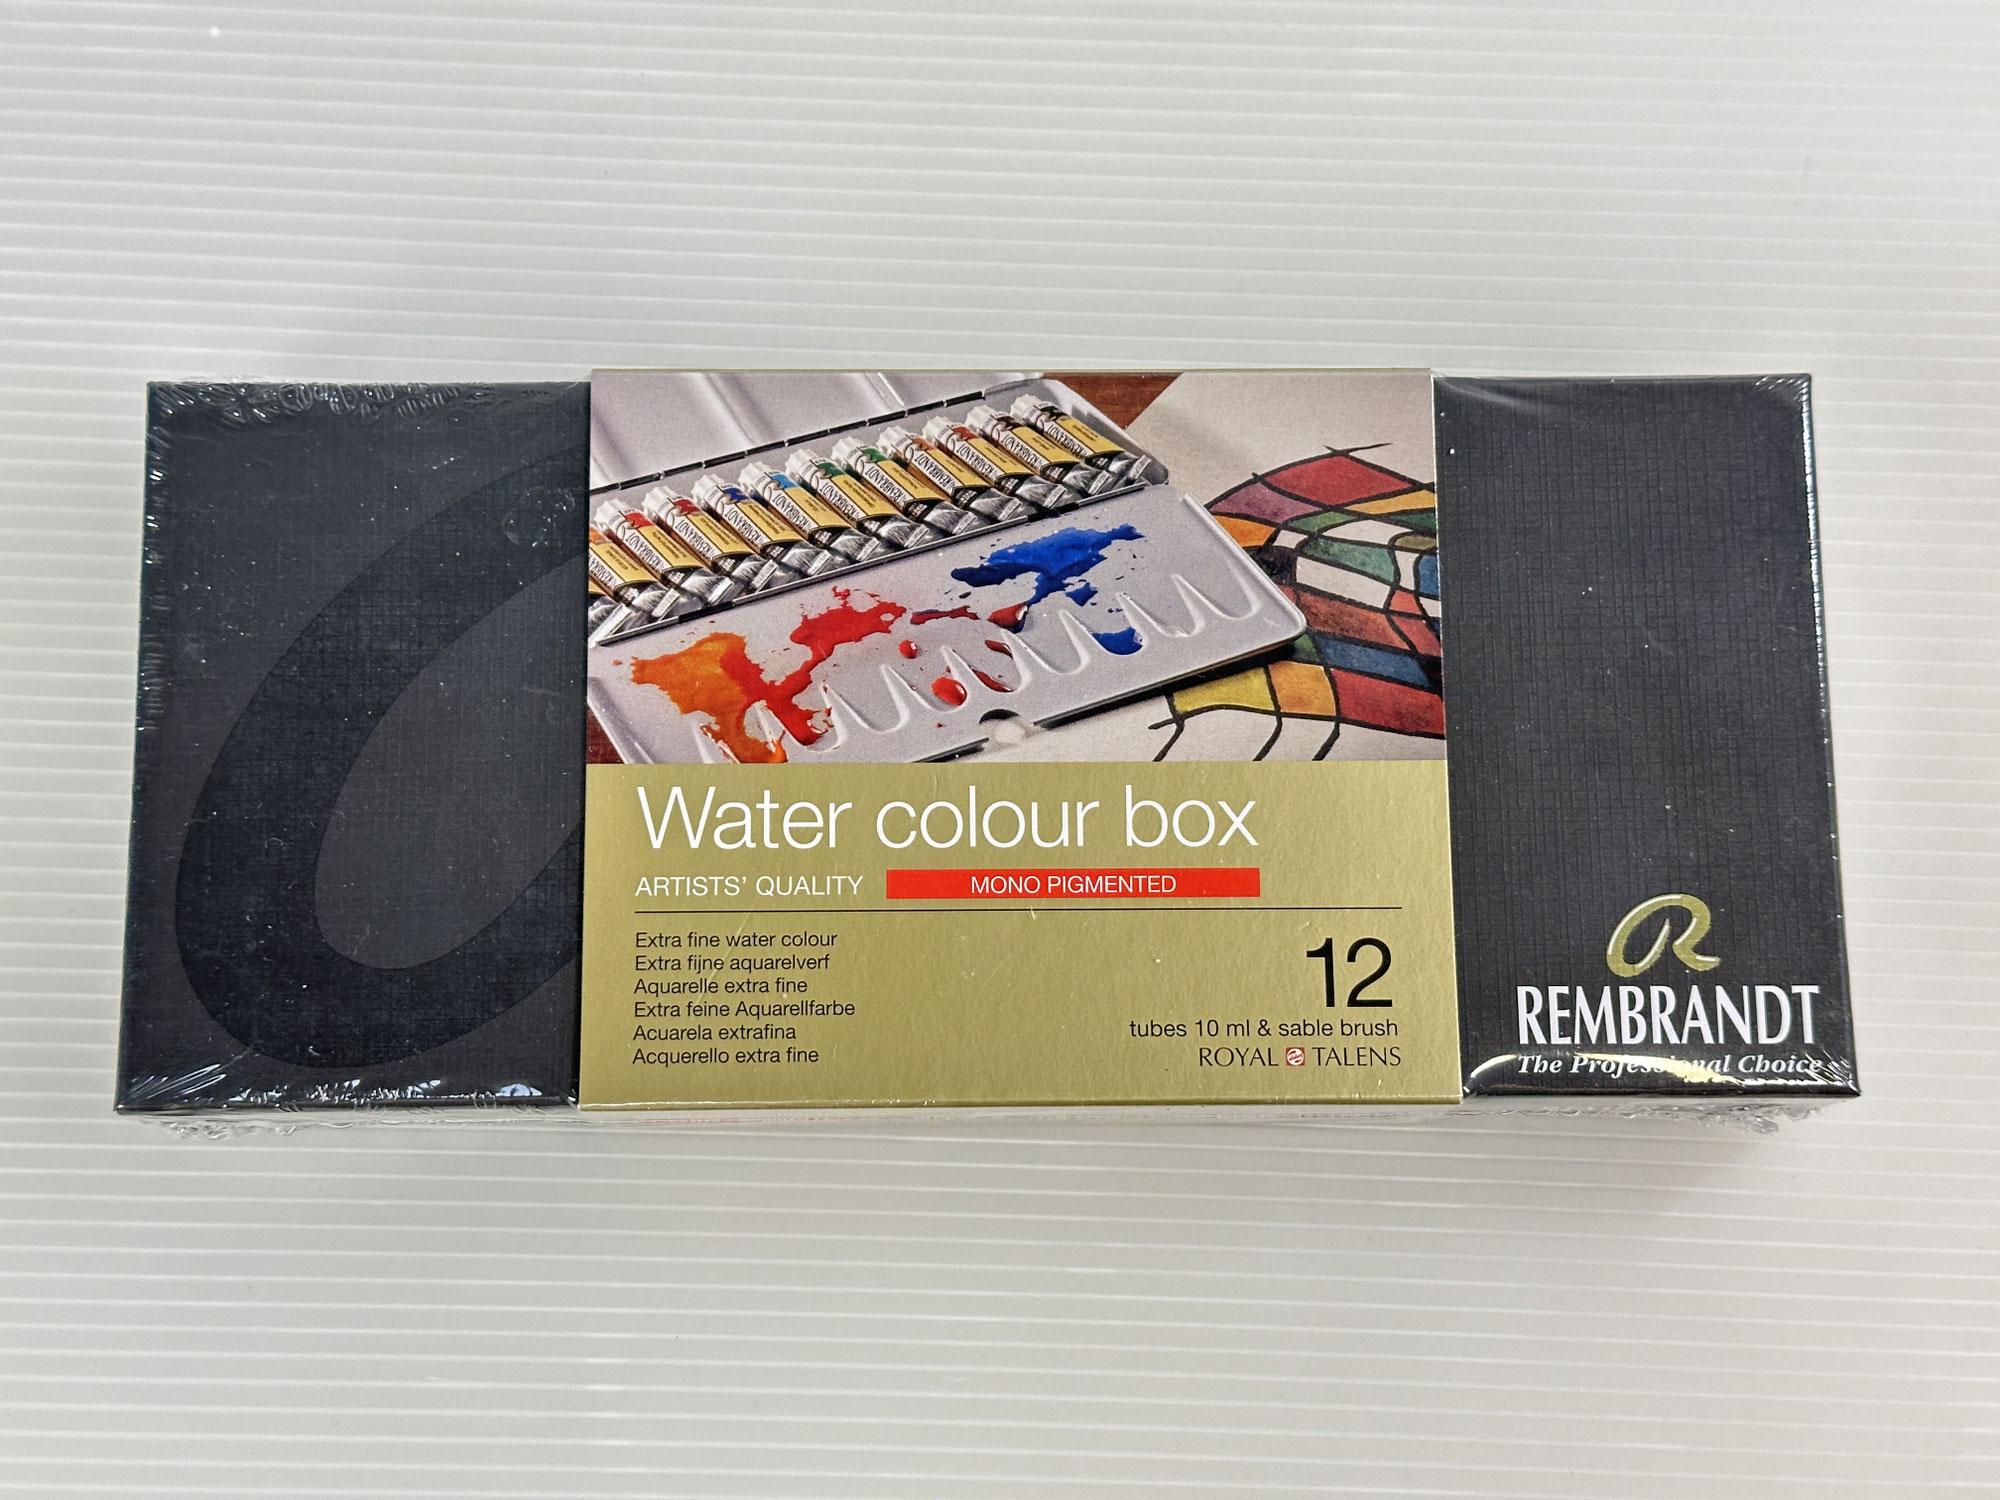 Water colour box
ARTISTS' QUALITY MONO PIGMENTED
Extra fine water colour
Extra fijne aquarelverf
Aquarelle extra fine
Extra feine Aquarellfarbe
Acuarela extrafina
Acquerello extra fine
12
tubes 10 ml & sable brush
ROYAL TALENS
R
REMBRANDT
The Professional Choice